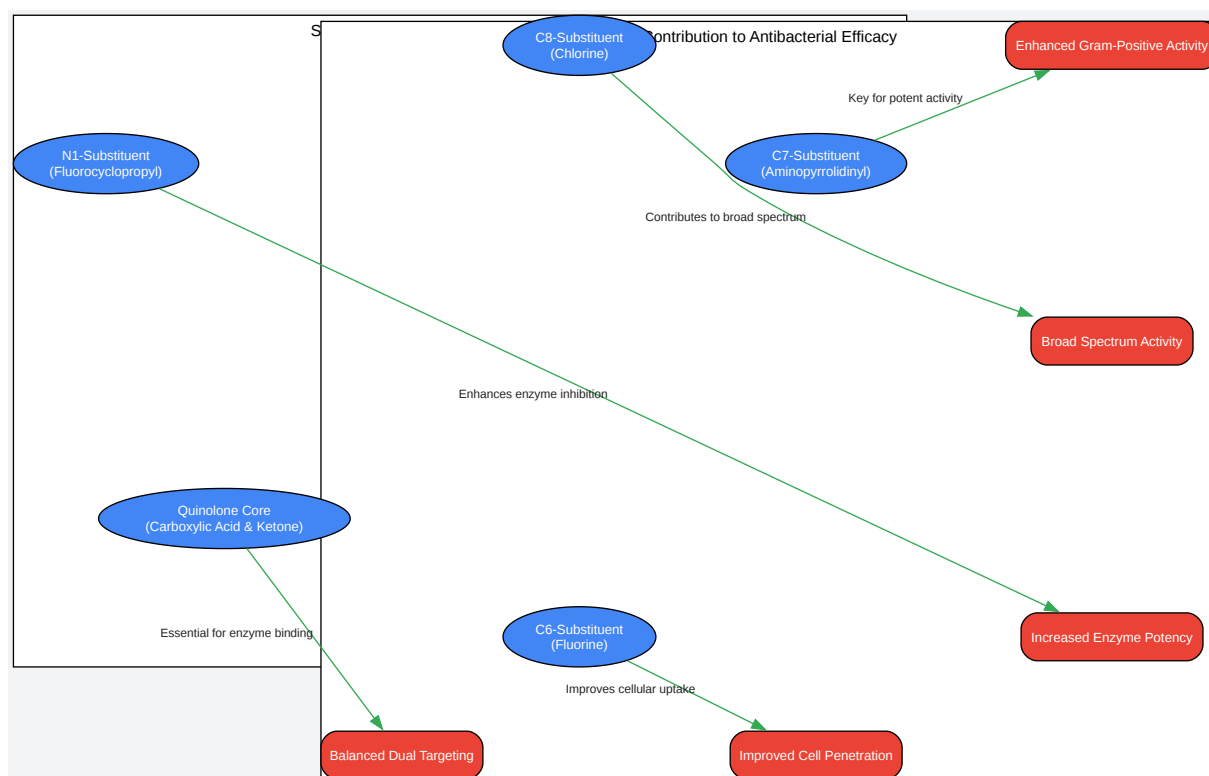 S
Contribution to Antibacterial Efficacy
C8-Substituent
(Chlorine)
Enhanced Gram-Positive Activity
Key for potent activity
N1-Substituent
(Fluorocyclopropyl)
C7-Substituent
(Aminopyrrolidinyl)
Contributes to broad spectrum
Broad Spectrum Activity
Enhances enzyme inhibition
Quinolone Core
(Carboxylic Acid & Ketone)
Essential for enzyme binding
C6-Substituent
(Fluorine)
Increased Enzyme Potency
Improves cellular uptake
Balanced Dual Targeting
Improved Cell Penetration